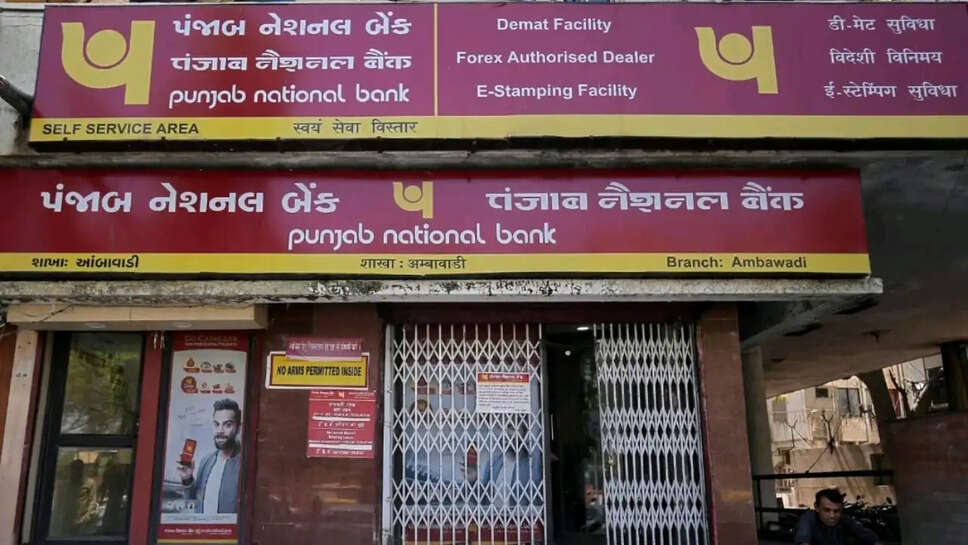 પંજાબ નેશનલ બેંક
पंजाब नैशनल बैंक
punjab national bank
Demat Facility
Forex Authorised Dealer
E-Stamping Facility
ડી-મેટ સુવિધા
વિદેશી વિનિમય
ઈ-સ્ટેમ્પિંગ સુવિધા
SELF SERVICE AREA
स्वयं सेवा विस्तार
પંજાબ નેશનલ બેંક
पंजाब नैशनल बैंक
punjab national bank
શાખાઃ આંબાવાડી
शाखा : अम्बावाडी
Branch: Ambawadi
NO ARMS PERMITTED INSIDE